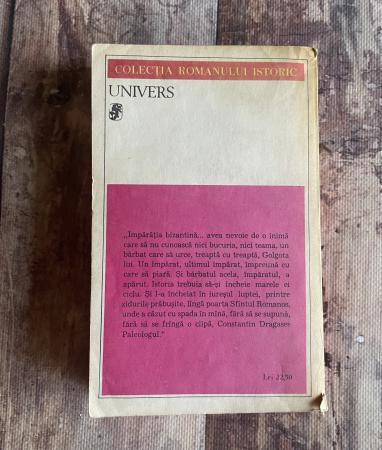 COLECȚIA ROMANULUI ISTORIC
UNIVERS
„Împărăția bizantină... avea nevoie de o inimă
care să nu cunoască nici bucuria, nici teama, un
bărbat care să urce, treaptă cu treaptă, Golgota
lui. Un împărat, ultimul împărat, împreună cu
care să piară. Și bărbatul acela, împăratul, a
apărut. Istoria trebuia să-și încheie marele ei
ciclu. Și l-a încheiat în iureșul luptei, printre
zidurile prăbușite, lîngă poarta Sfîntul Romanos,
unde a căzut cu spada în mînă, fără să se supună,
fără să se frîngă o clipă, Constantin Dragases
Paleologul."
Lei 22,50